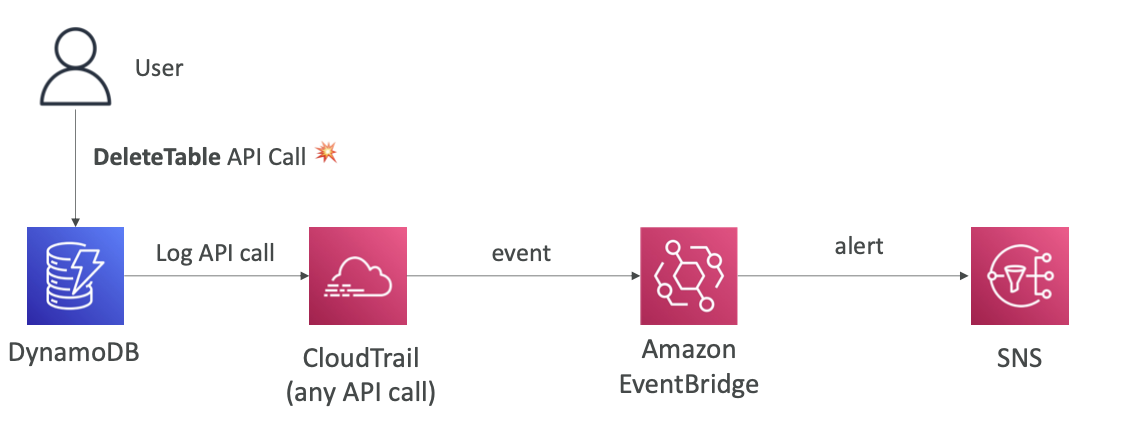 User
DeleteTable API Call
Log API call
event
alert
DynamoDB
CloudTrail
(any API call)
Amazon
EventBridge
SNS